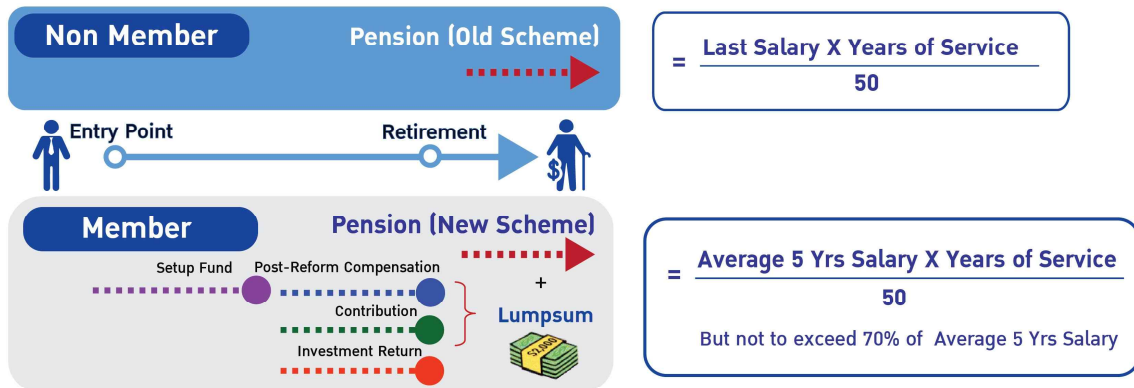 Non Member
Pension (Old Scheme)
= Last Salary X Years of Service
50
Entry Point
Retirement
$
Member
Pension (New Scheme)
Setup Fund
Post-Reform Compensation
+
Contribution
Lumpsum
Investment Return
= Average 5 Yrs Salary X Years of Service
50
But not to exceed 70% of Average 5 Yrs Salary